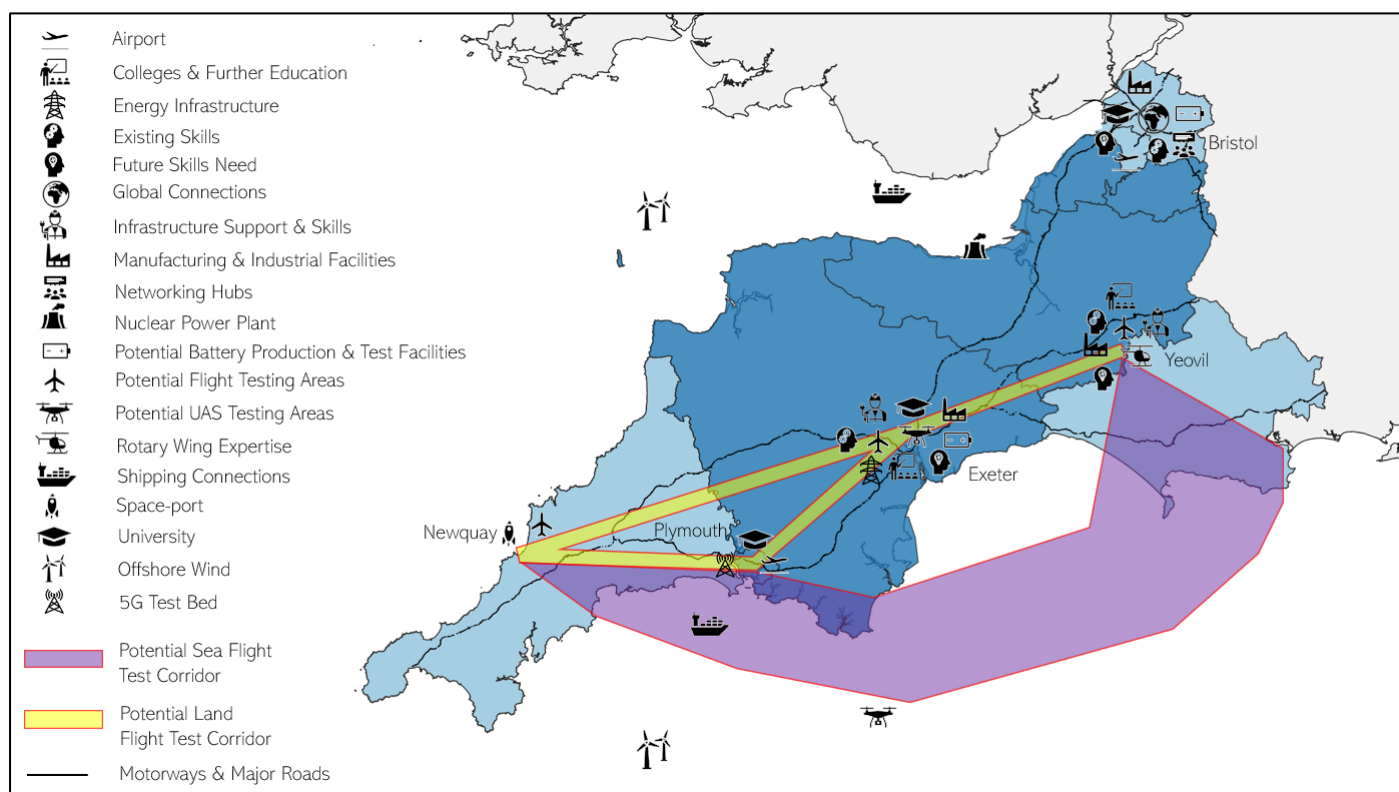 Airport
Colleges & Further Education
Energy Infrastructure
Existing Skills
Future Skills Need
Global Connections
Infrastructure Support & Skills
Manufacturing & Industrial Facilities
Networking Hubs
Nuclear Power Plant
Potential Battery Production & Test Facilities
Potential Flight Testing Areas
Potential UAS Testing Areas
Rotary Wing Expertise
Shipping Connections
Space-port
University
Offshore Wind
5G Test Bed
Potential Sea Flight
Test Corridor
Potential Land
Flight Test Corridor
Motorways & Major Roads
Bristol
Yeovil
Exeter
Plymouth
Newquay